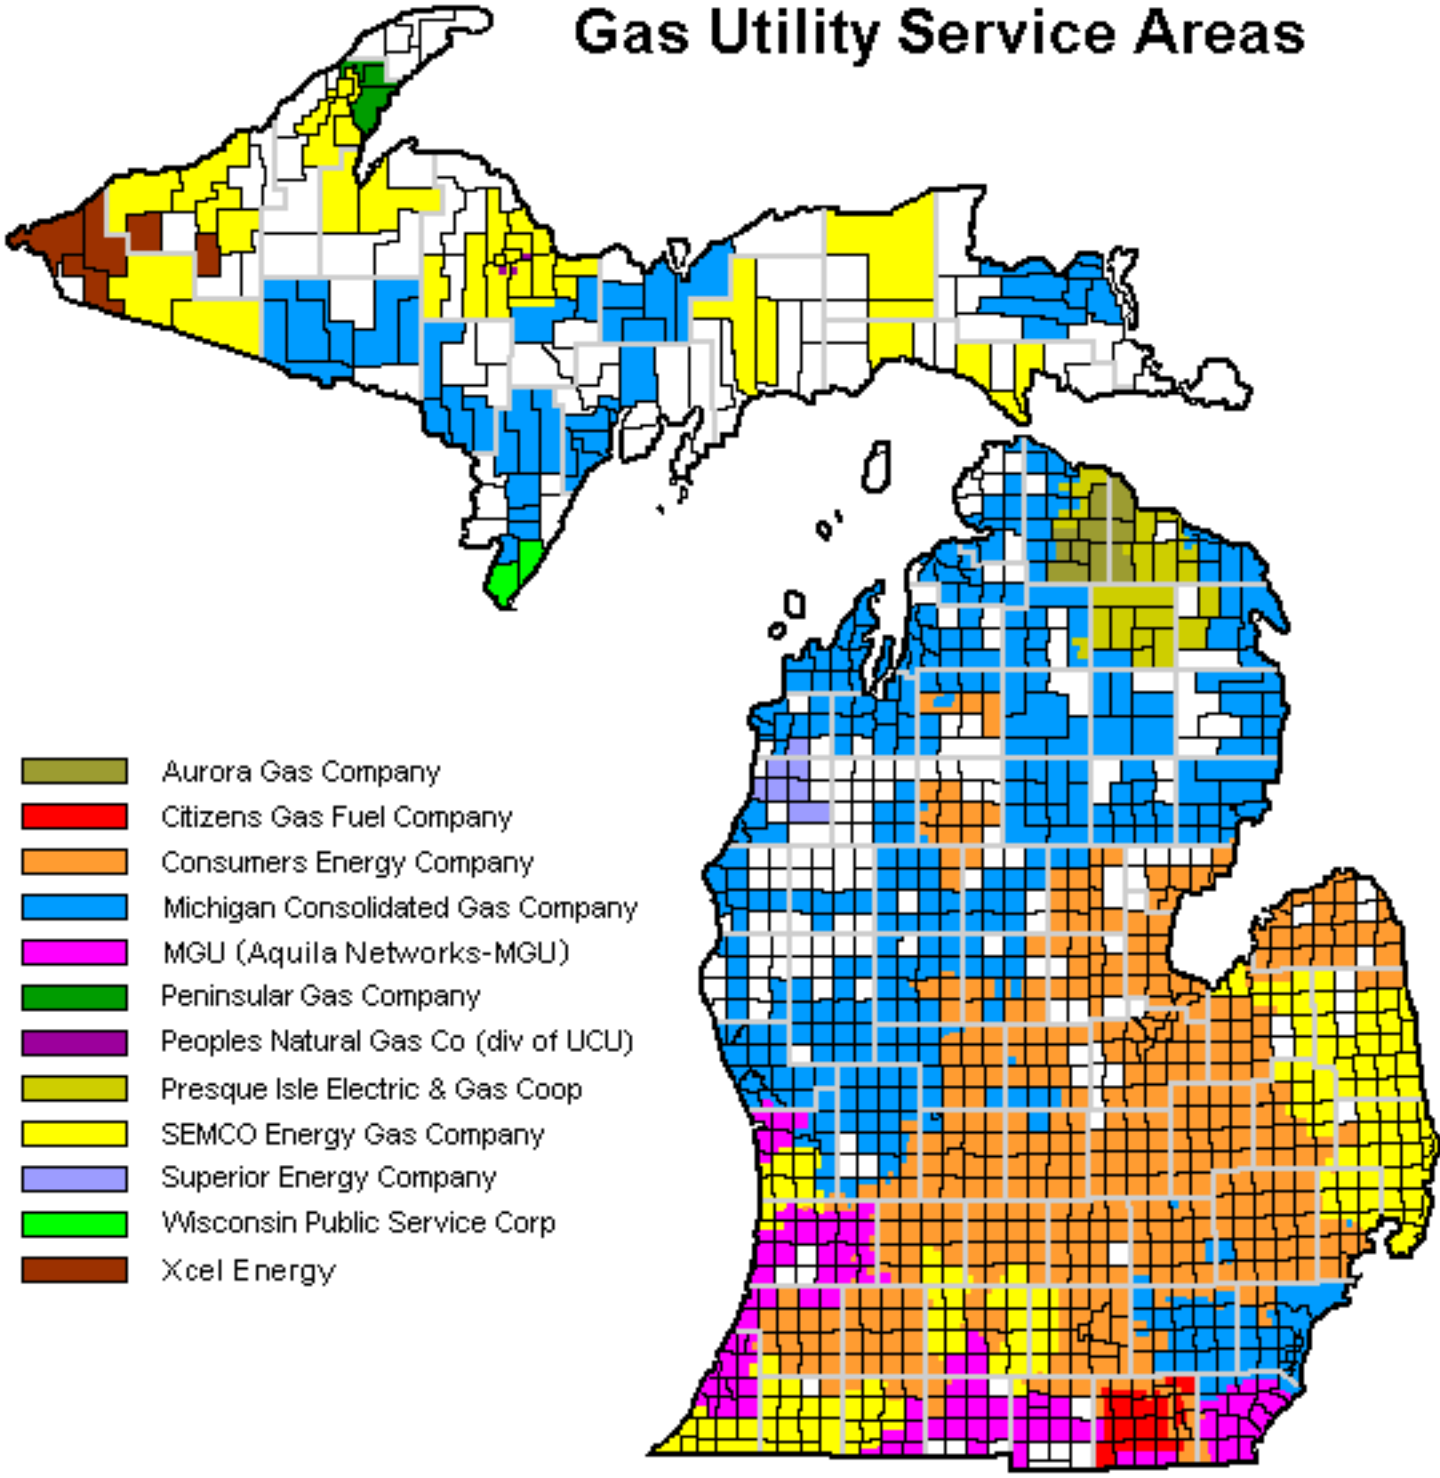 Gas Utility Service Areas
Aurora Gas Company
Citizens Gas Fuel Company
Consumers Energy Company
Michigan Consolidated Gas Company
MGU (Aquila Networks-MGU)
Peninsular Gas Company
Peoples Natural Gas Co (div of UCU)
Presque Isle Electric & Gas Coop
SEMCO Energy Gas Company
Superior Energy Company
Wisconsin Public Service Corp
Xcel Energy